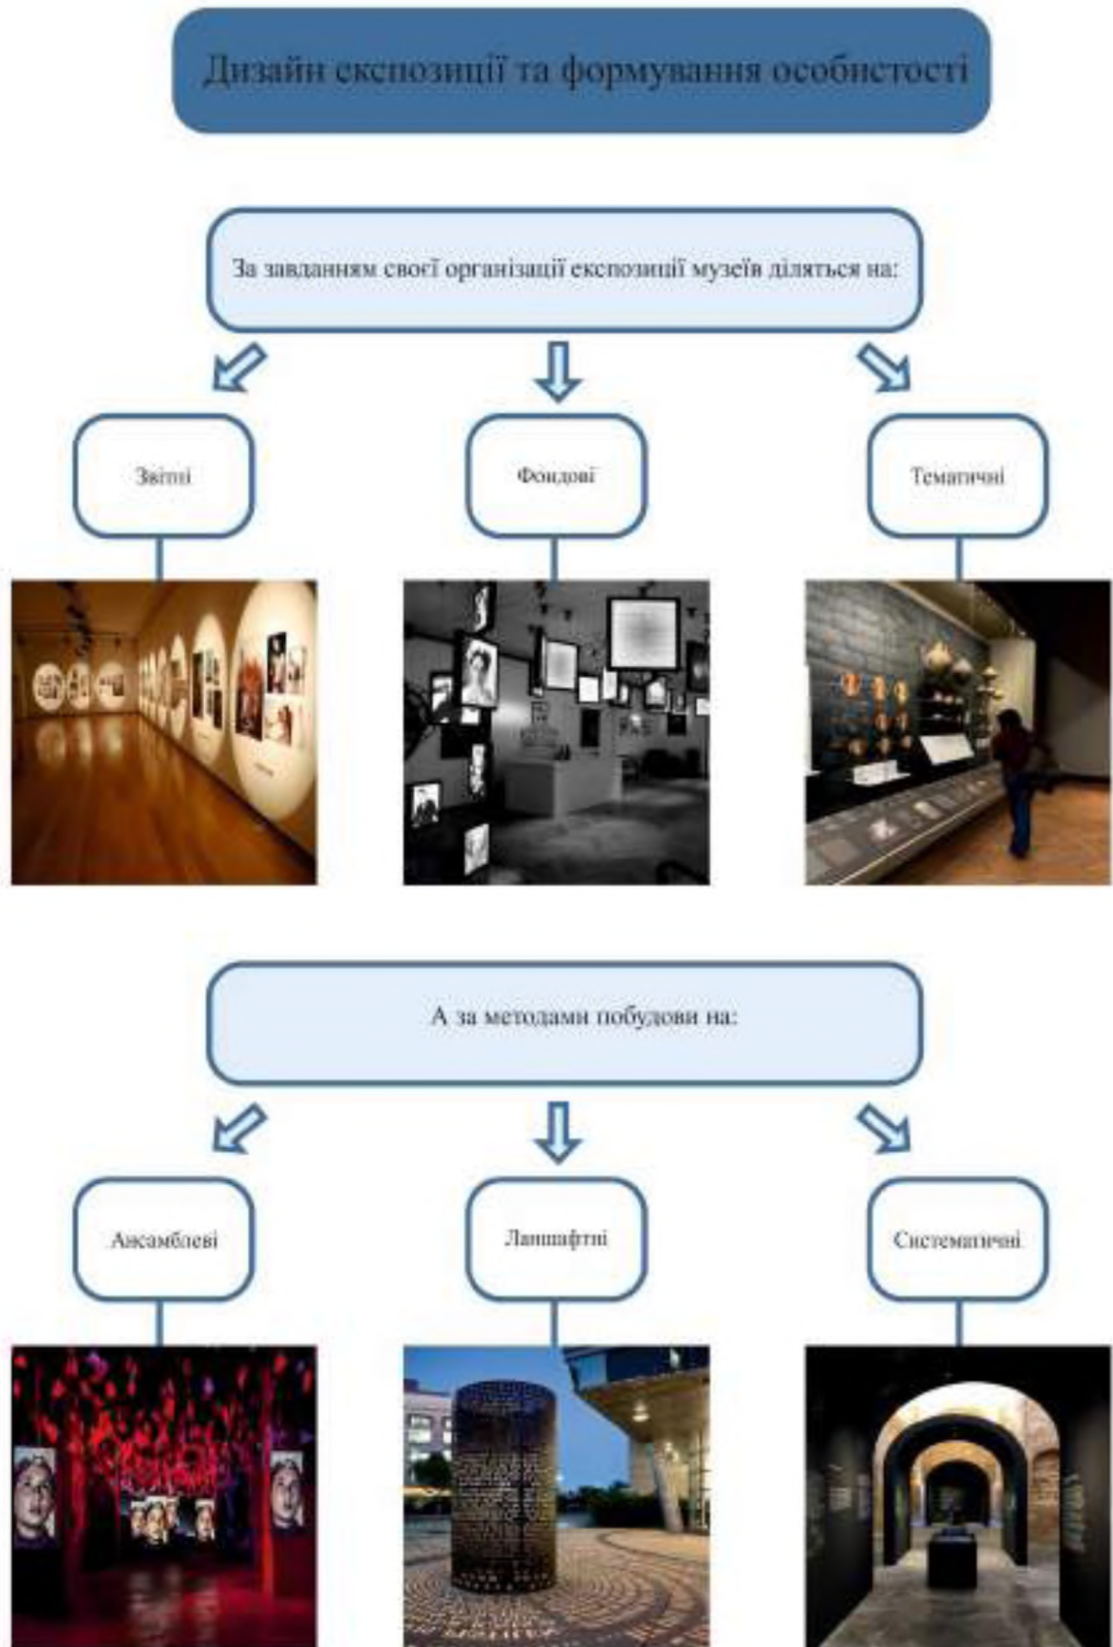 Дизайн експозиції та формування особистості
За завданням своєї організації експозиції музеїв діляться на:
Звітні
Фондові
Тематичні
А за методами побудови на:
Ансамблеві
Ланшафтні
Систематичні